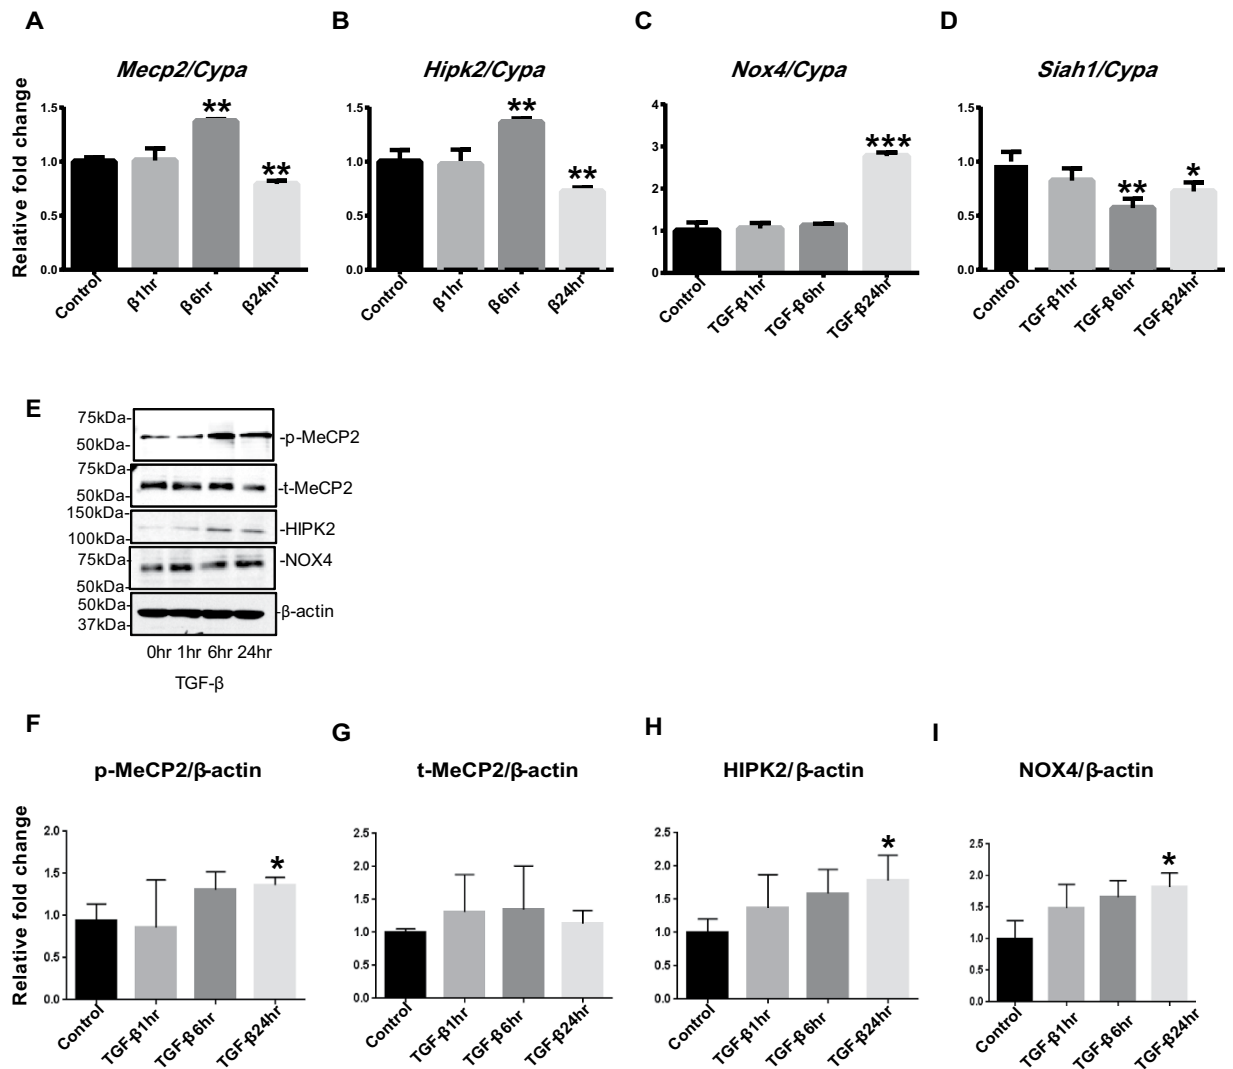 A
B
C
D
Mecp2/Cypa
Hipk2/Cypa
Nox4/Cypa
Siah1/Cypa
Relative fold change
1.5
1.0
0.5
0.0
**
**
Control
β1hr
β6hr
β24hr
1.5
1.0
0.5
0.0
**
**
Control
β1hr
β6hr
β24hr
4
3
2
1
0
***
Control
TGF-β1hr
TGF-β6hr
TGF-β24hr
1.5
1.0
0.5
0.0
**
*
Control
TGF-β1hr
TGF-β6hr
TGF-β24hr
E
75kDa-
50kDa-
-p-MeCP2
75kDa-
50kDa-
-t-MeCP2
150kDa-
100kDa-
-HIPK2
75kDa-
50kDa-
-NOX4
50kDa-
37kDa-
-β-actin
0hr 1hr 6hr 24hr
TGF-β
F
G
H
I
p-MeCP2/β-actin
t-MeCP2/β-actin
HIPK2/β-actin
NOX4/β-actin
Relative fold change
2.0
1.5
1.0
0.5
0.0
*
Control
TGF-β1hr
TGF-β6hr
TGF-β24hr
2.5
2.0
1.5
1.0
0.5
0.0
Control
TGF-β1hr
TGF-β6hr
TGF-β24hr
2.5
2.0
1.5
1.0
0.5
0.0
*
Control
TGF-β1hr
TGF-β6hr
TGF-β24hr
2.5
2.0
1.5
1.0
0.5
0.0
*
Control
TGF-β1hr
TGF-β6hr
TGF-β24hr